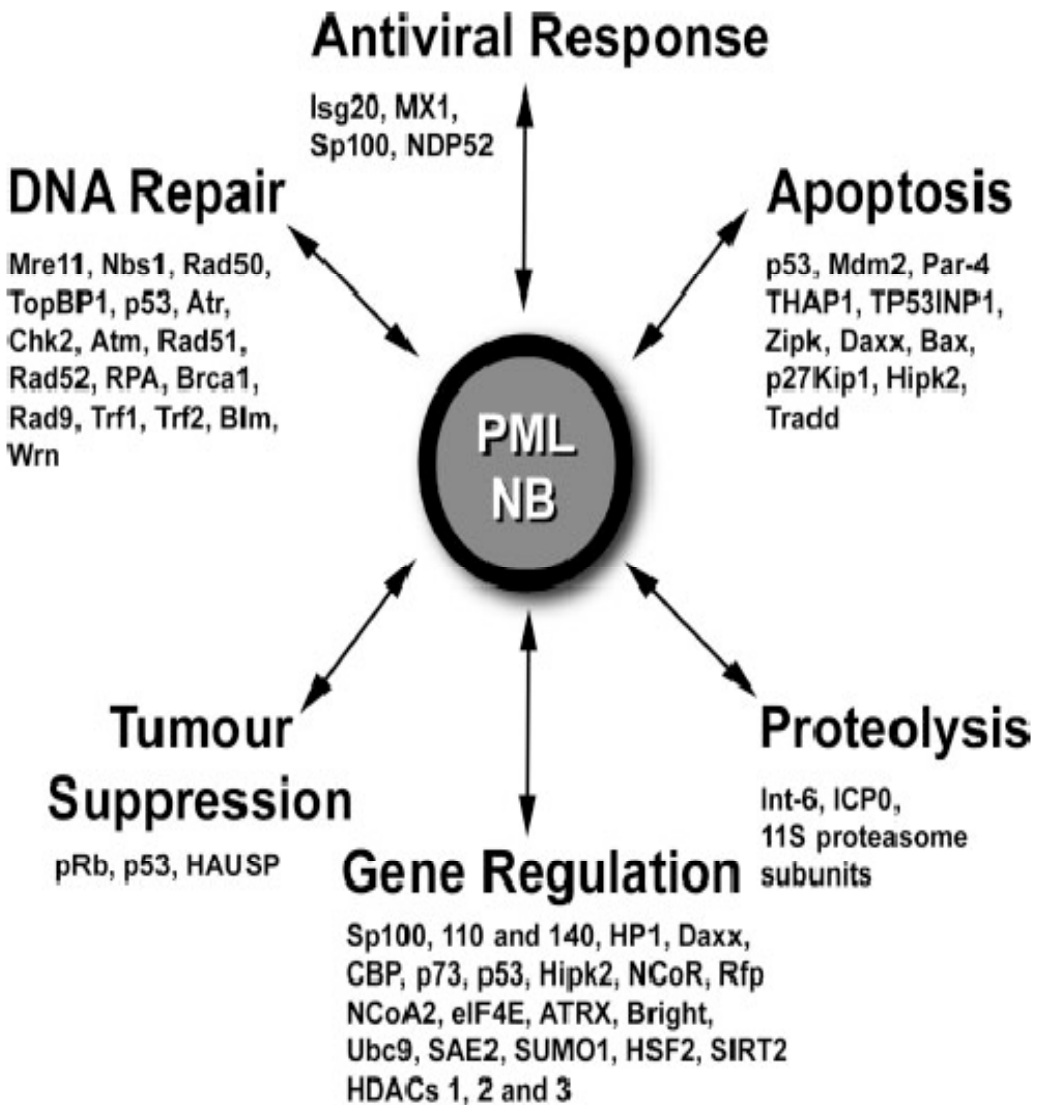 Antiviral Response
Isg20, MX1,
Sp100, NDP52
DNA Repair
Mre11, Nbs1, Rad50,
TopBP1, p53, Atr,
Chk2, Atm, Rad51,
Rad52, RPA, Brca1,
Rad9, Trf1, Trf2, Blm,
Wrn
Apoptosis
p53, Mdm2, Par-4
THAP1, TP53INP1,
Zipk, Daxx, Bax,
p27Kip1, Hipk2,
Tradd
PML
NB
Tumour
Suppression
pRb, p53, HAUSP
Gene Regulation
Sp100, 110 and 140, HP1, Daxx,
CBP, p73, p53, Hipk2, NCoR, Rfp
NCoA2, eIF4E, ATRX, Bright,
Ubc9, SAE2, SUMO1, HSF2, SIRT2
HDACs 1, 2 and 3
Proteolysis
Int-6, ICP0,
11S proteasome
subunits